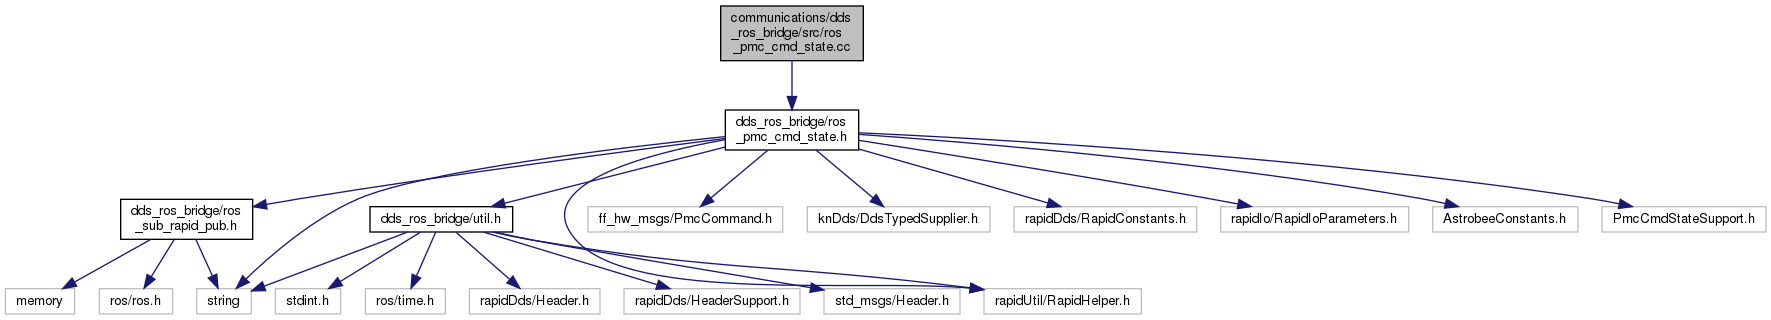 communications/dds
_ros_bridge/src/ros
_pmc_cmd_state.cc
dds_ros_bridge/ros
_pmc_cmd_state.h
dds_ros_bridge/ros
_sub_rapid_pub.h
dds_ros_bridge/util.h
ff_hw_msgs/PmcCommand.h
knDds/DdsTypedSupplier.h
rapidDds/RapidConstants.h
rapidIo/RapidIoParameters.h
AstrobeeConstants.h
PmcCmdStateSupport.h
memory
ros/ros.h
string
stdint.h
ros/time.h
rapidDds/Header.h
rapidDds/HeaderSupport.h
std_msgs/Header.h
rapidUtil/RapidHelper.h